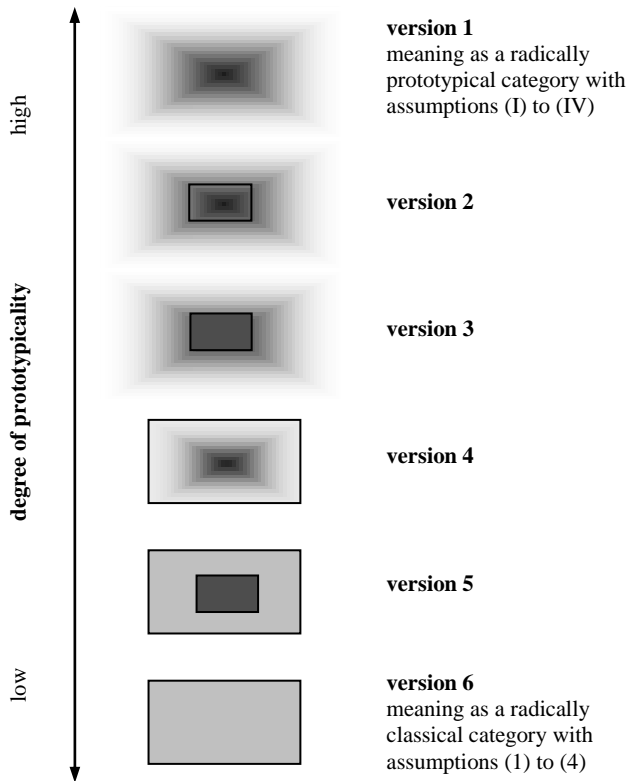 version 1
meaning as a radically
prototypical category with
assumptions (I) to (IV)
high
version 2
version 3
degree of prototypicality
version 4
version 5
low
version 6
meaning as a radically
classical category with
assumptions (1) to (4)